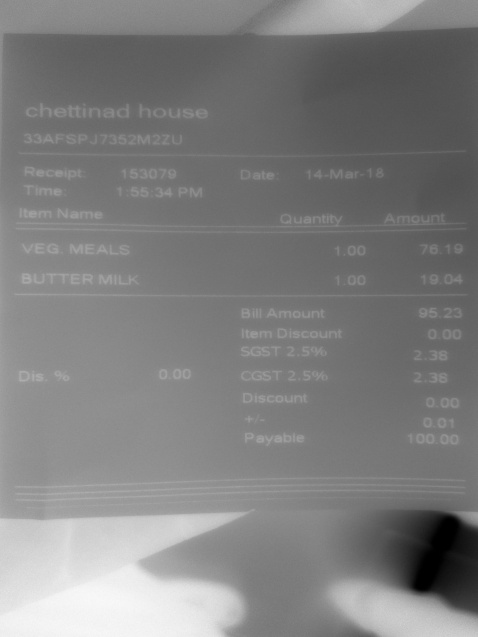 chettinad house
33AFSPJ7352M2ZU
Receipt: 153079 Date: 14-Mar-18
Time: 1:55:34 PM
Item Name Quantity Amount
VEG. MEALS 1.00 76.19
BUTTER MILK 1.00 19.04
Bill Amount 95.23
Item Discount 0.00
SGST 2.5% 2.38
Dis. % 0.00 CGST 2.5% 2.38
Discount 0.00
+/- 0.01
Payable 100.00